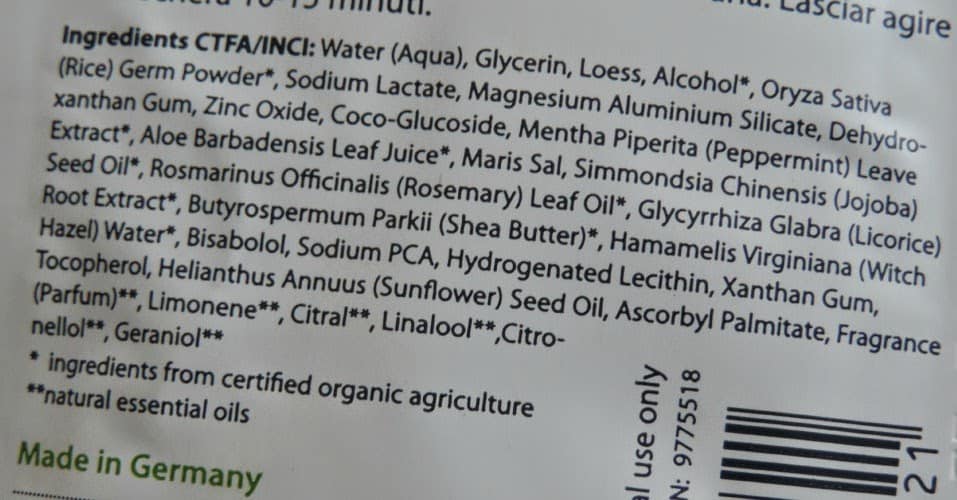 10-15 minuti.
Lasciar agire
Ingredients CTFA/INCI: Water (Aqua), Glycerin, Loess, Alcohol*, Oryza Sativa
(Rice) Germ Powder*, Sodium Lactate, Magnesium Aluminium Silicate, Dehydro-
xanthan Gum, Zinc Oxide, Coco-Glucoside, Mentha Piperita (Peppermint) Leave
Extract*, Aloe Barbadensis Leaf Juice*, Maris Sal, Simmondsia Chinensis (Jojoba)
Seed Oil*, Rosmarinus Officinalis (Rosemary) Leaf Oil*, Glycyrrhiza Glabra (Licorice)
Root Extract*, Butyrospermum Parkii (Shea Butter)*, Hamamelis Virginiana (Witch
Hazel) Water*, Bisabolol, Sodium PCA, Hydrogenated Lecithin, Xanthan Gum,
Tocopherol, Helianthus Annuus (Sunflower) Seed Oil, Ascorbyl Palmitate, Fragrance
(Parfum)**, Limonene**, Citral**, Linalool**,Citro-
nellol**, Geraniol**
* ingredients from certified organic agriculture
**natural essential oils
Made in Germany
use only
N: 9775518
21